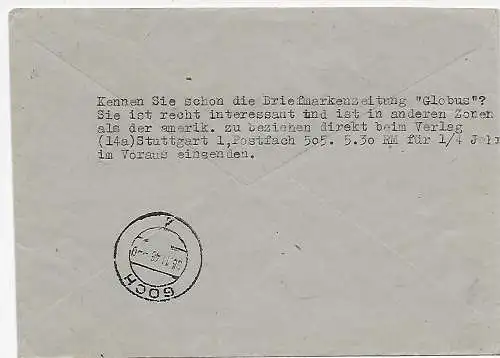 Kennen Sie schon die Briefmarkenzeitung "Globus"?
Sie ist recht interessant und ist in anderen Zonen
als der amerik. zu beziehen direkt beim Verlag
(14a)Stuttgart 1,Postfach 505. 5.30 RM für 1/4 Jahr
im Voraus einsenden.
GOCH